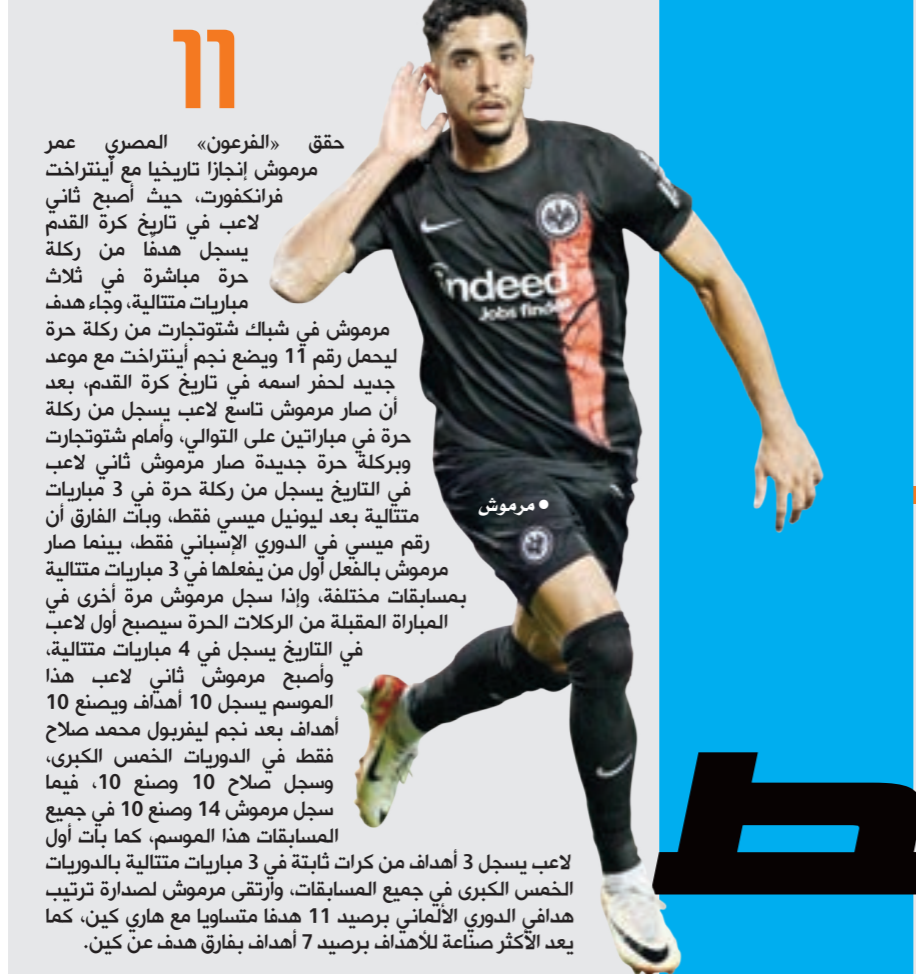 11
حقق «الفرعون» المصري عمر
مرموش إنجازا تاريخيا مع أينتراخت
فرانكفورت، حيث أصبح ثاني
لاعب في تاريخ كرة القدم
يسجل هدفًا من ركلة
حرة مباشرة في ثلاث
مباريات متتالية، وجاء هدف
مرموش في شباك شتوتجارت من ركلة حرة
ليحمل رقم 11 ويضع نجم أينتراخت مع موعد
جديد لحفر اسمه في تاريخ كرة القدم، بعد
أن صار مرموش تاسع لاعب يسجل من ركلة
حرة في مباراتين على التوالي، وأمام شتوتجارت
وبركلة حرة جديدة صار مرموش ثاني لاعب
في التاريخ يسجل من ركلة حرة في 3 مباريات
متتالية بعد ليونيل ميسي فقط، وبات الفارق أن
رقم ميسي في الدوري الإسباني فقط، بينما صار
مرموش بالفعل أول من يفعلها في 3 مباريات متتالية
بمسابقات مختلفة، وإذا سجل مرموش مرة أخرى في
المباراة المقبلة من الركلات الحرة سيصبح أول لاعب
في التاريخ يسجل في 4 مباريات متتالية،
وأصبح مرموش ثاني لاعب هذا
الموسم يسجل 10 أهداف ويصنع 10
أهداف بعد نجم ليفربول محمد صلاح
فقط في الدوريات الخمس الكبرى،
وسجل صلاح 10 وصنع 10، فيما
سجل مرموش 14 وصنع 10 في جميع
المسابقات هذا الموسم، كما بات أول
لاعب يسجل 3 أهداف من كرات ثابتة في 3 مباريات متتالية بالدوريات
الخمس الكبرى في جميع المسابقات، وارتقى مرموش لصدارة ترتيب
هدافي الدوري الألماني برصيد 11 هدفا متساويا مع هاري كين، كما
يعد الأكثر صناعة للأهداف برصيد 7 أهداف بفارق هدف عن كين.
indeed
Jobs finden
• مرموش
ط